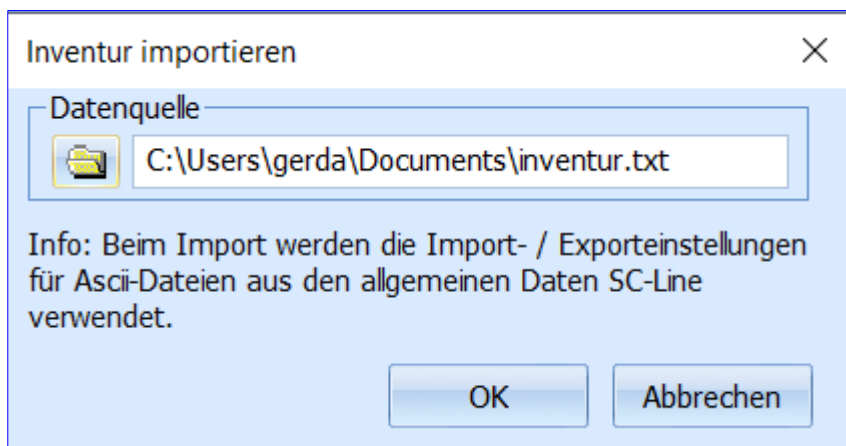 Inventur importieren
Datenquelle
C:\Users\gerda\Documents\inventur.txt
Info: Beim Import werden die Import- / Exporteinstellungen
für Ascii-Dateien aus den allgemeinen Daten SC-Line
verwendet.
OK
Abbrechen